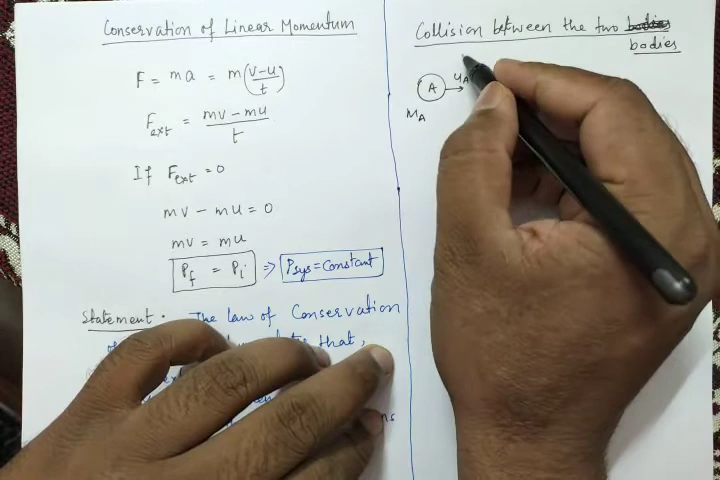 Conservation of Linear Momentum
F = ma = m(v-u/t)
F_ext = mv - mu/t
If F_ext = 0
mv - mu = 0
mv = mu
P_f = P_i ⇒ P_sys = Constant
Statement: The law of Conservation
that,
Collision between the two
bodies
A u_A
M_A